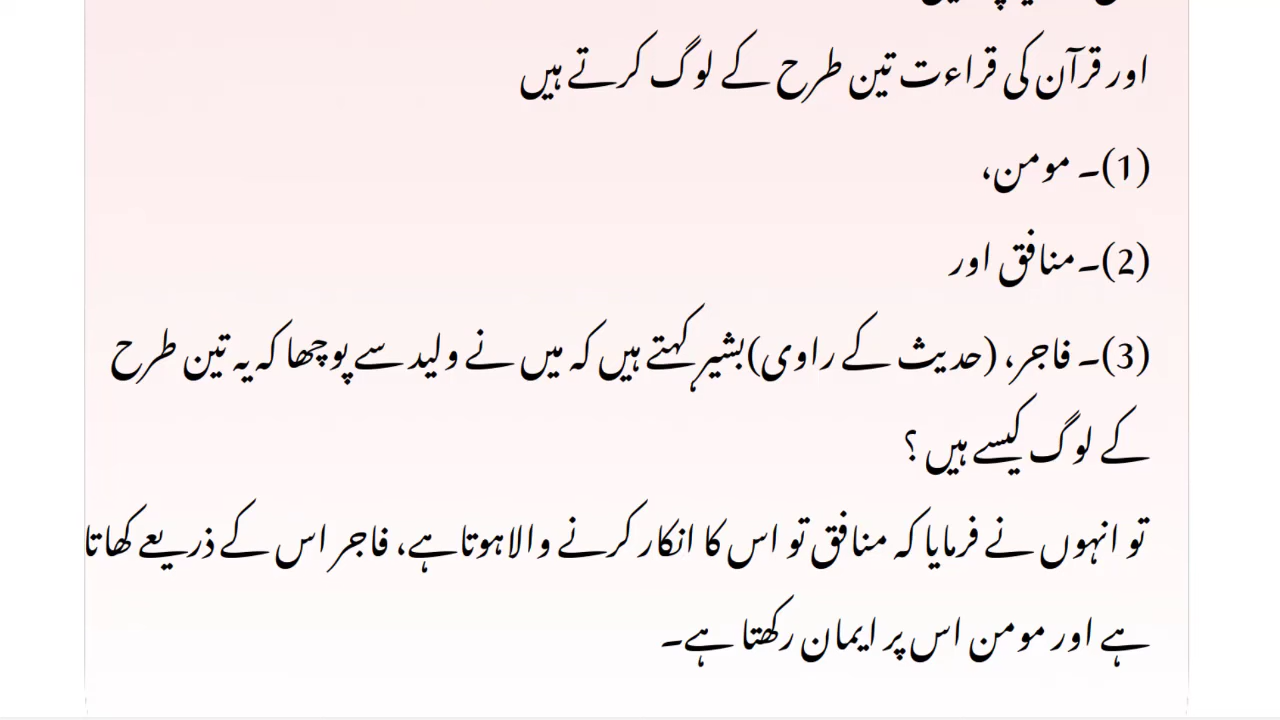 اور قرآن کی قراءت تین طرح کے لوگ کرتے ہیں
(1)۔ مومن،
(2)۔منافق اور
(3)۔ فاجر، (حدیث کے راوی)بشیر کہتے ہیں کہ میں نے ولید سے پوچھا کہ یہ تین طرح
کے لوگ کیسے ہیں ؟
تو انہوں نے فرمایا کہ منافق تو اس کا انکار کرنے والاہوتاہے، فاجر اس کے ذریعے کھاتا
ہے اور مومن اس پر ایمان رکھتا ہے۔